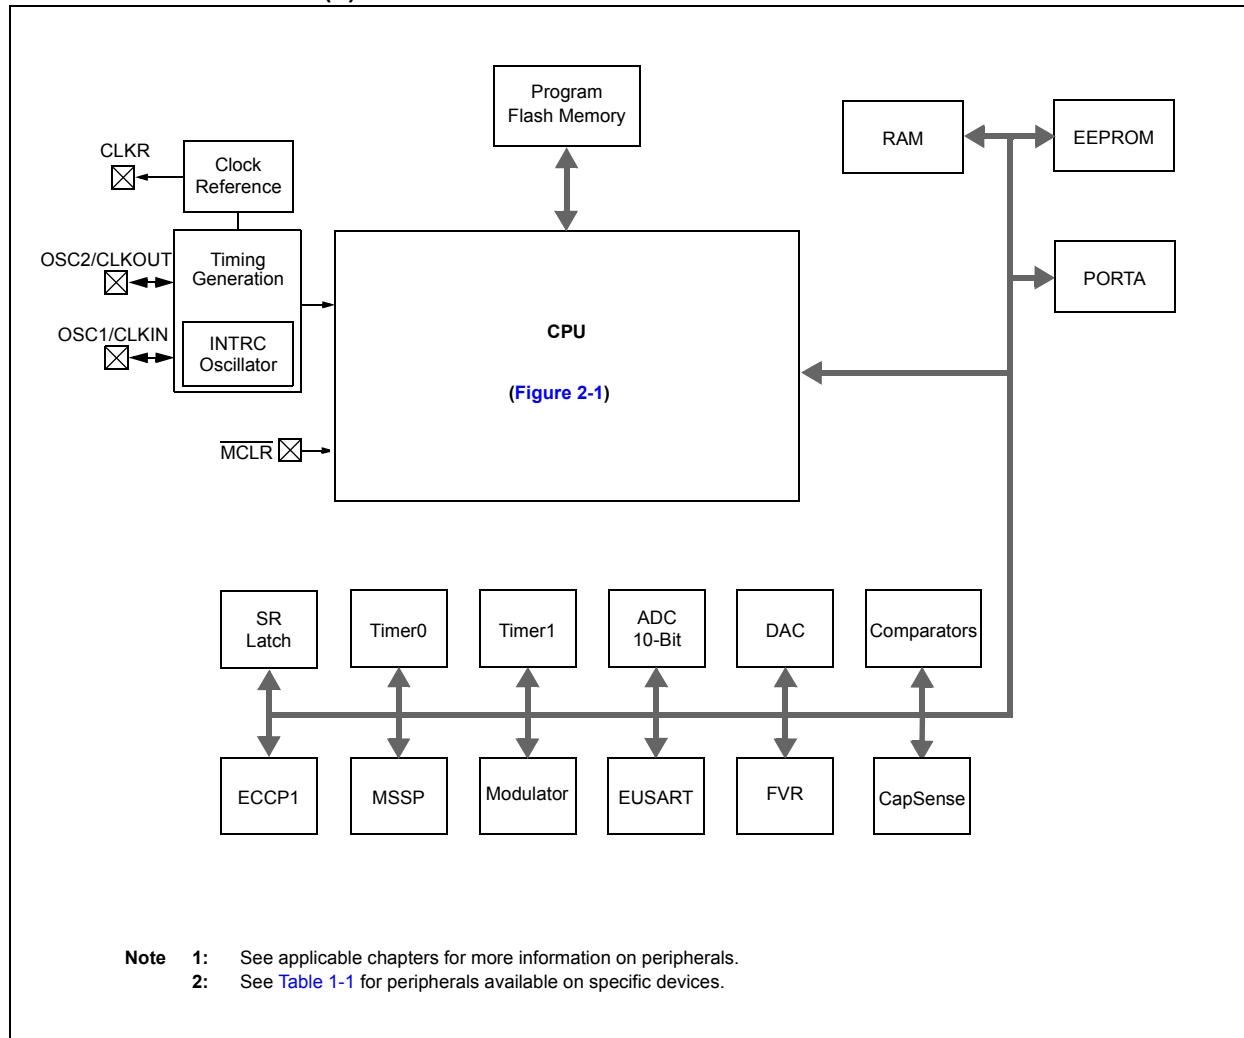 Program
Flash Memory
RAM
EEPROM
CLKR
Clock
Reference
OSC2/CLKOUT
Timing
Generation
PORTA
OSC1/CLKIN
INTRC
Oscillator
CPU
(Figure 2-1)
MCLR
SR
Latch
Timer0
Timer1
ADC
10-Bit
DAC
Comparators
ECCP1
MSSP
Modulator
EUSART
FVR
CapSense
Note 1: See applicable chapters for more information on peripherals.
2: See Table 1-1 for peripherals available on specific devices.